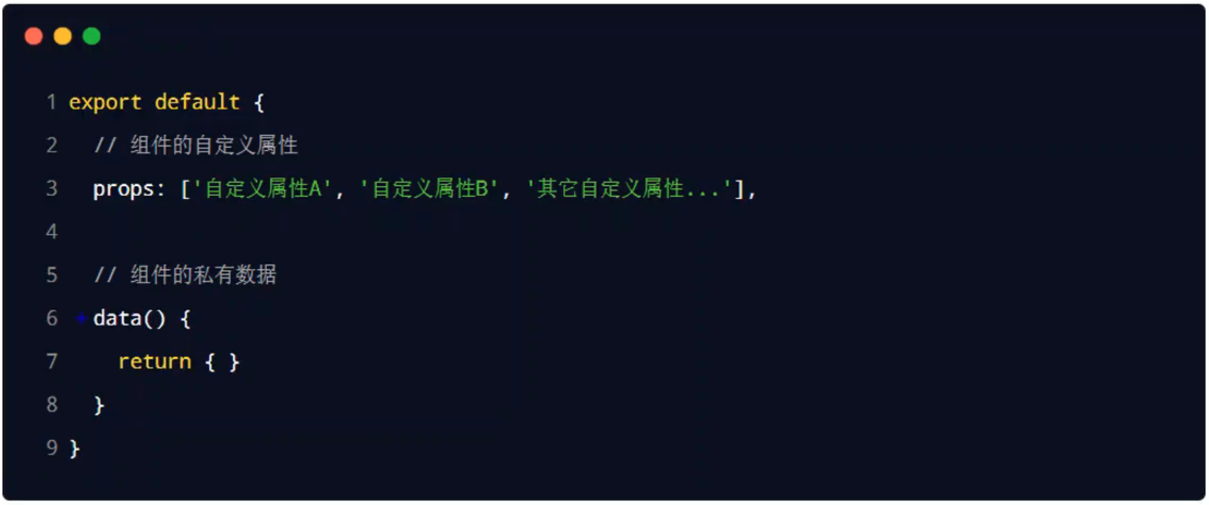 1 export default {
2 // 组件的自定义属性
3 props: ['自定义属性A', '自定义属性B', '其它自定义属性...'],
4
5 // 组件的私有数据
6 data() {
7 return { }
8 }
9 }